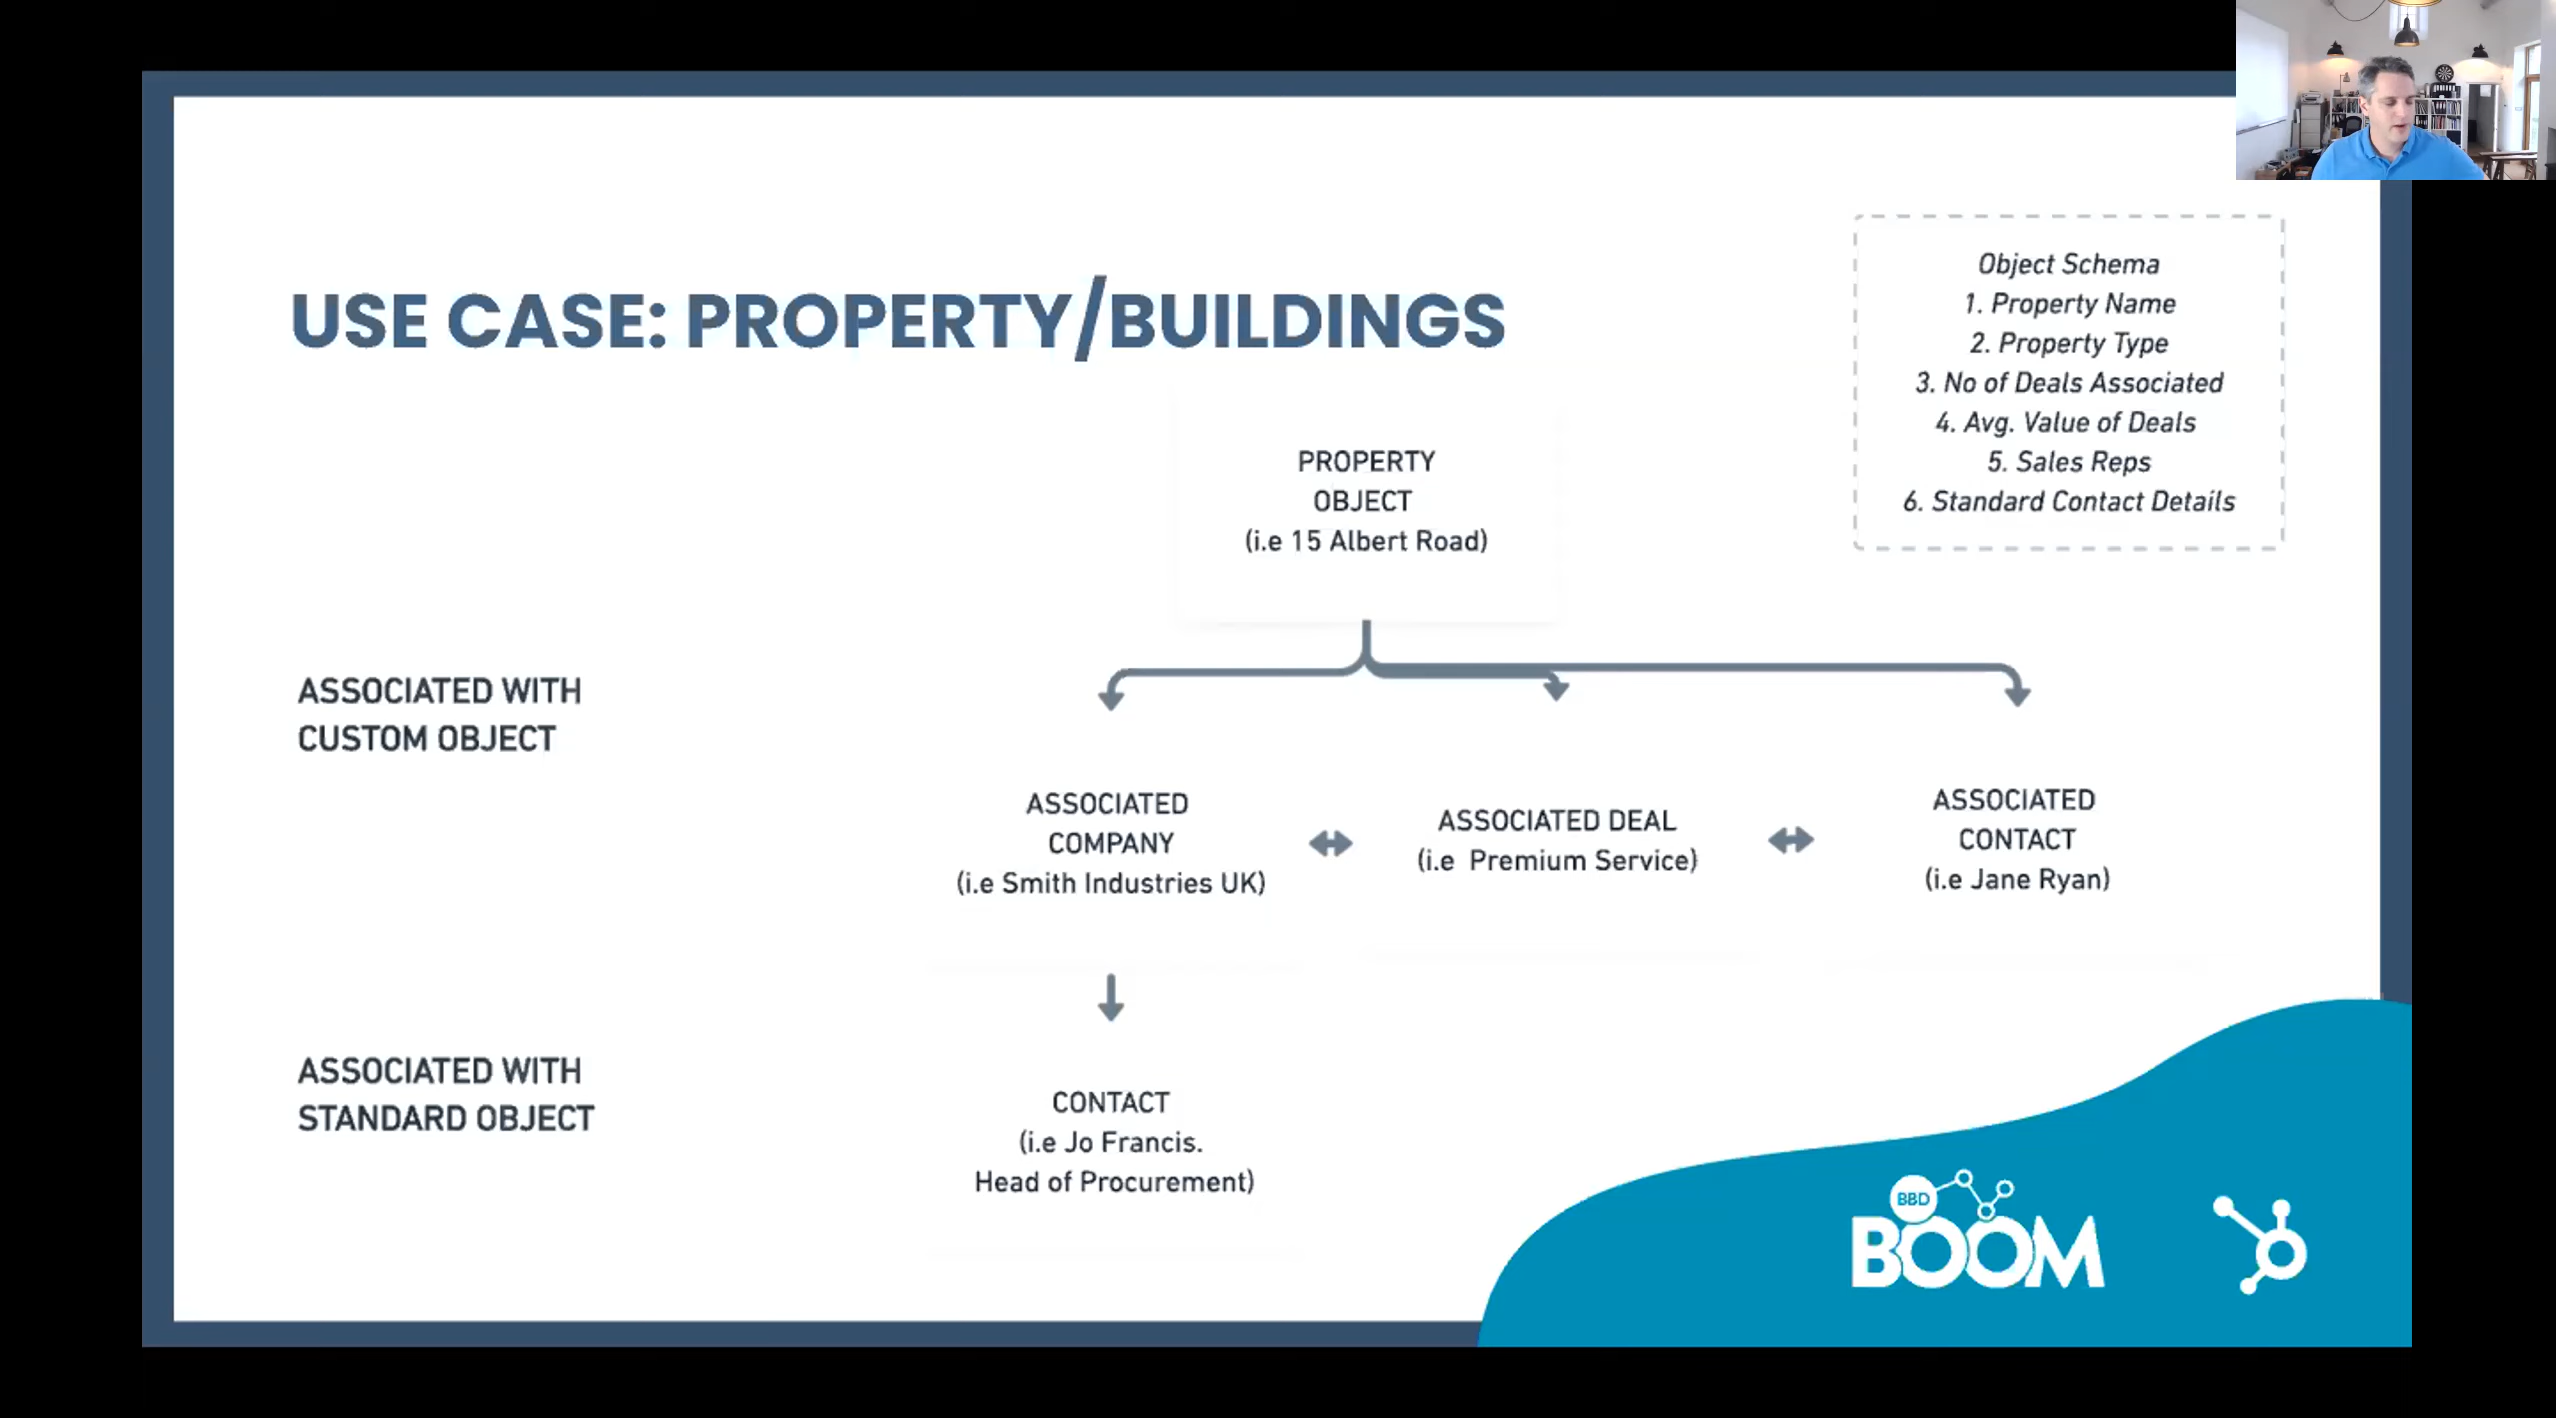 USE CASE: PROPERTY/BUILDINGS
Object Schema
1. Property Name
2. Property Type
3. No of Deals Associated
4. Avg. Value of Deals
5. Sales Reps
6. Standard Contact Details
PROPERTY
OBJECT
(i.e 15 Albert Road)
ASSOCIATED WITH
CUSTOM OBJECT
ASSOCIATED
COMPANY
(i.e Smith Industries UK)
ASSOCIATED DEAL
(i.e  Premium Service)
ASSOCIATED
CONTACT
(i.e Jane Ryan)
ASSOCIATED WITH
STANDARD OBJECT
CONTACT
(i.e Jo Francis.
Head of Procurement)
BBD
BOOM